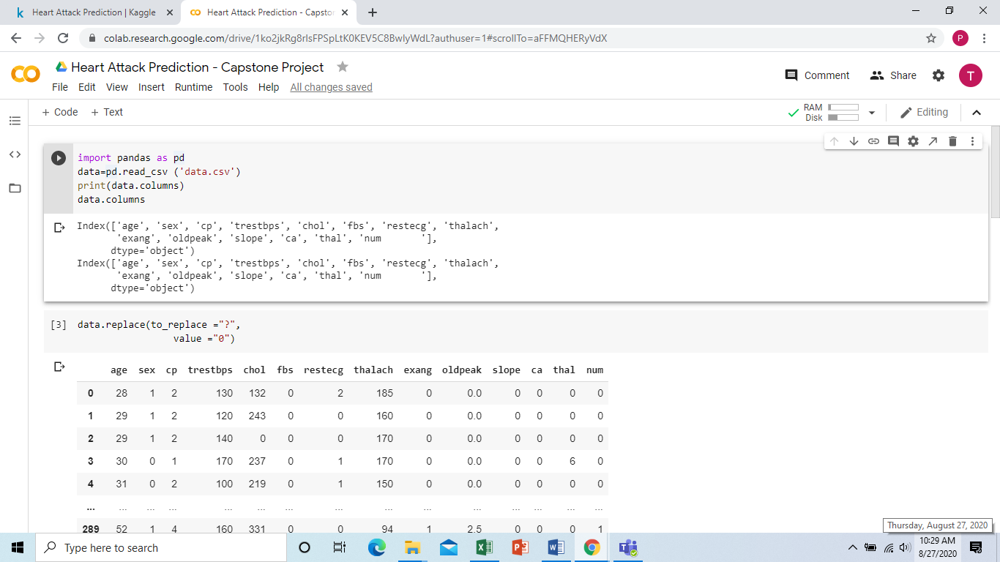 Heart Attack Prediction | Kaggle
Heart Attack Prediction - Capstor
colab.research.google.com/drive/1ko2jkRg8rlsFPSpLtK0KEV5C8BwlyWdL?authuser=1#scrollTo=aFFMQHERyVdX
P
Heart Attack Prediction - Capstone Project
Comment Share T
File Edit View Insert Runtime Tools Help All changes saved
+ Code + Text RAM Disk Editing
import pandas as pd
data=pd.read_csv ('data.csv')
print(data.columns)
data.columns
Index(['age', 'sex', 'cp', 'trestbps', 'chol', 'fbs', 'restecg', 'thalach',
       'exang', 'oldpeak', 'slope', 'ca', 'thal', 'num       '],
      dtype='object')
Index(['age', 'sex', 'cp', 'trestbps', 'chol', 'fbs', 'restecg', 'thalach',
       'exang', 'oldpeak', 'slope', 'ca', 'thal', 'num       '],
      dtype='object')
[3] data.replace(to_replace ="?",
                 value ="0")
age sex cp trestbps chol fbs restecg thalach exang oldpeak slope ca thal num
0 28 1 2 130 132 0 2 185 0 0.0 0 0 0 0
1 29 1 2 120 243 0 0 160 0 0.0 0 0 0 0
2 29 1 2 140 0 0 0 170 0 0.0 0 0 0 0
3 30 0 1 170 237 0 1 170 0 0.0 0 0 6 0
4 31 0 2 100 219 0 1 150 0 0.0 0 0 0 0
... ... ... ... ... ... ... ... ... ... ... ... ... ... ...
289 52 1 4 160 331 0 0 94 1 2.5 0 0 0 1
Thursday, August 27, 2020
Type here to search
10:29 AM
8/27/2020